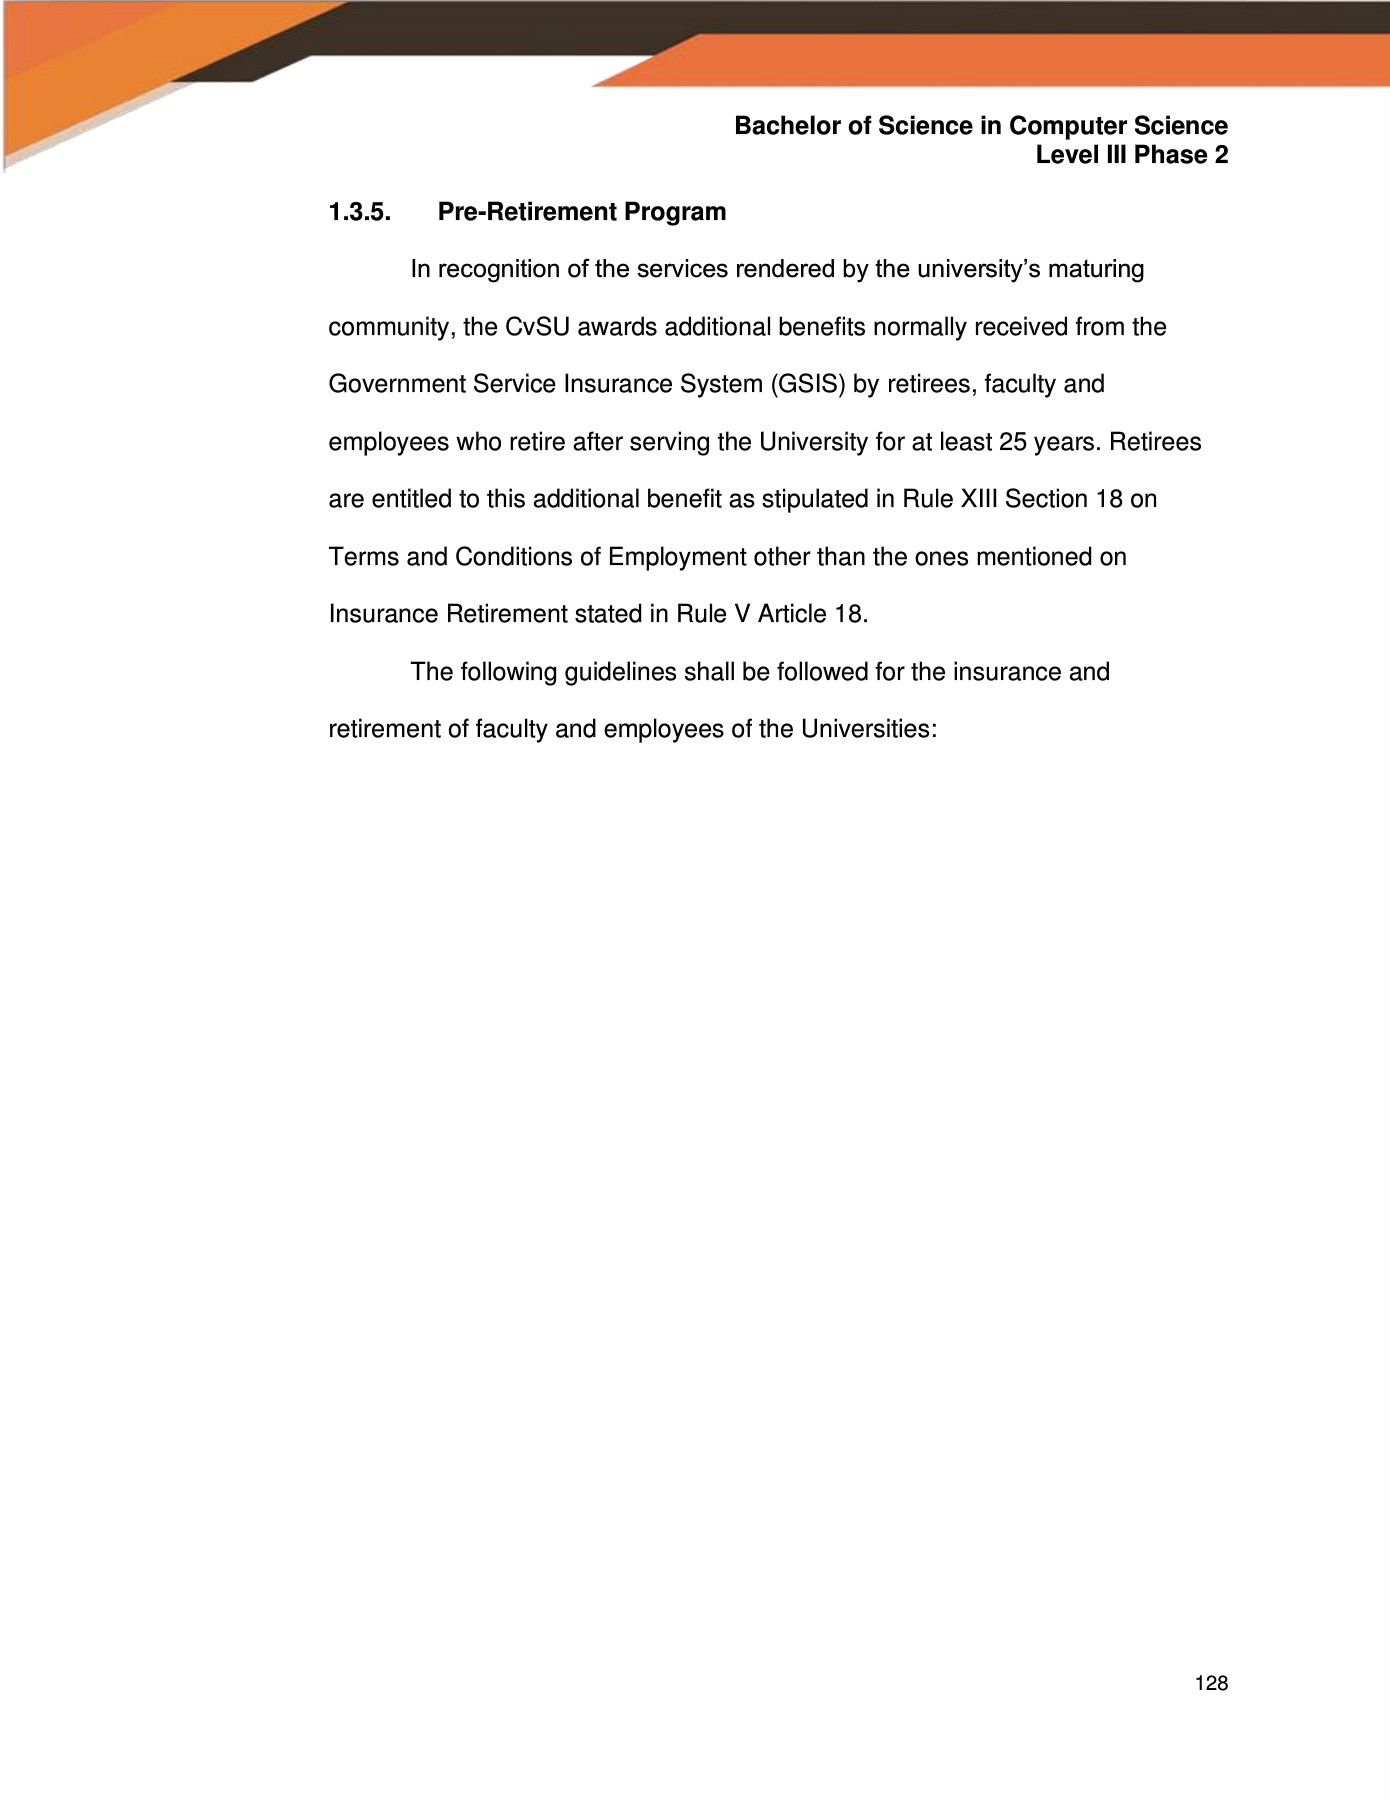 Bachelor of Science in Computer Science
Level III Phase 2
1.3.5. Pre-Retirement Program
In recognition of the services rendered by the university’s maturing
community, the CvSU awards additional benefits normally received from the
Government Service Insurance System (GSIS) by retirees, faculty and
employees who retire after serving the University for at least 25 years. Retirees
are entitled to this additional benefit as stipulated in Rule XIII Section 18 on
Terms and Conditions of Employment other than the ones mentioned on
Insurance Retirement stated in Rule V Article 18.
The following guidelines shall be followed for the insurance and
retirement of faculty and employees of the Universities:
128